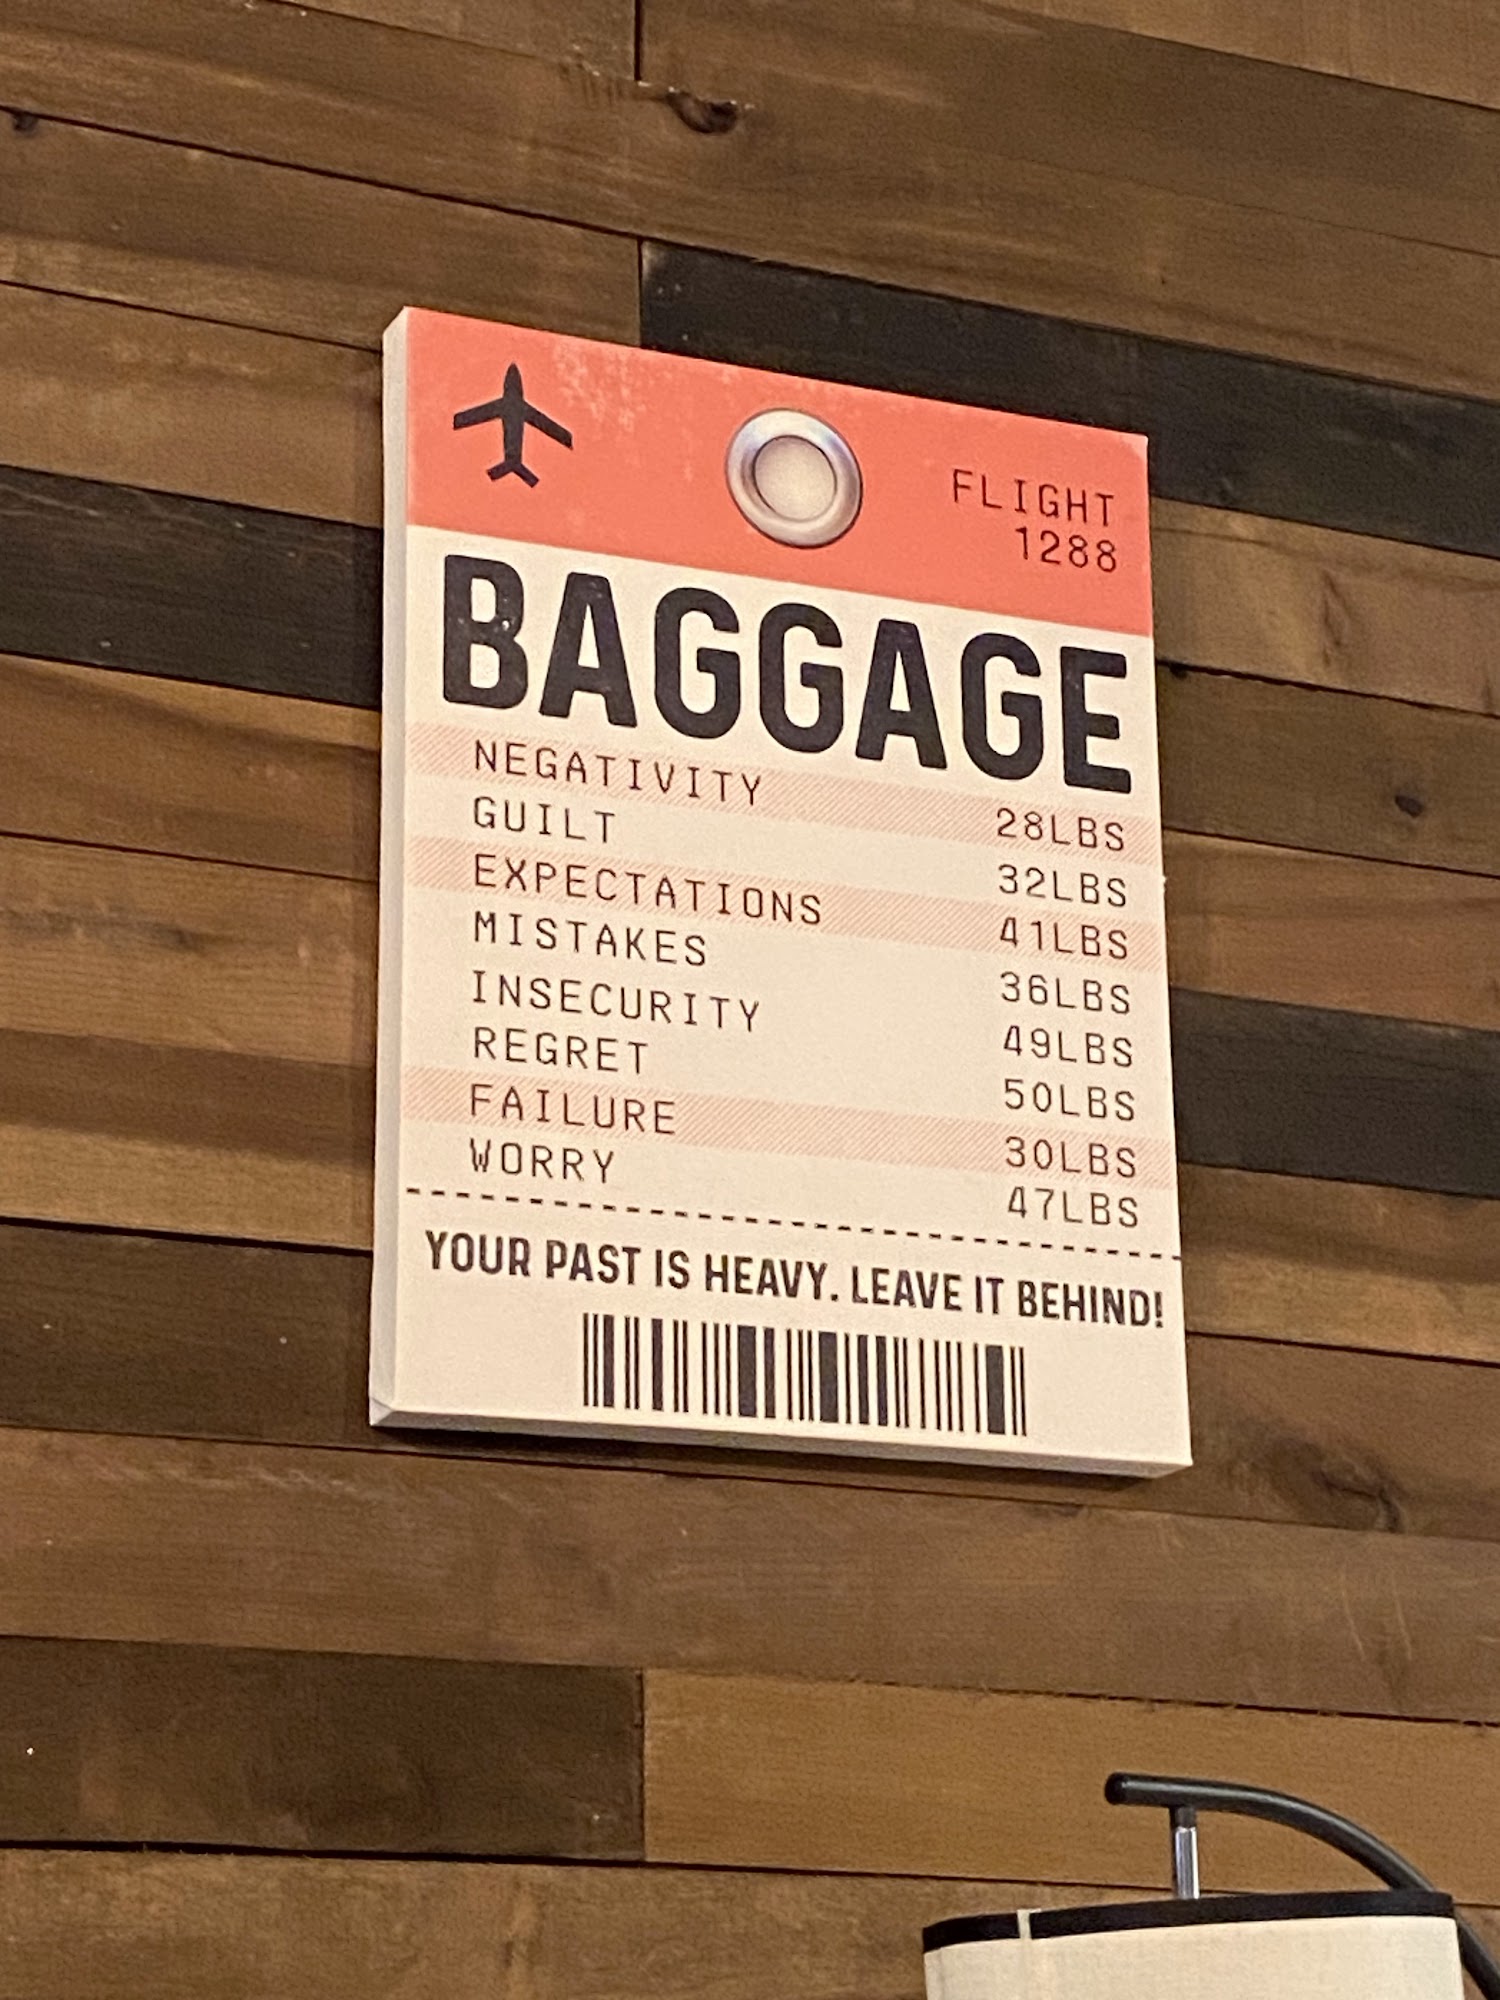 FLIGHT
1288
BAGGAGE
NEGATIVITY 28LBS
GUILT 32LBS
EXPECTATIONS 41LBS
MISTAKES 36LBS
INSECURITY 49LBS
REGRET 50LBS
FAILURE 30LBS
WORRY 47LBS
YOUR PAST IS HEAVY. LEAVE IT BEHIND!